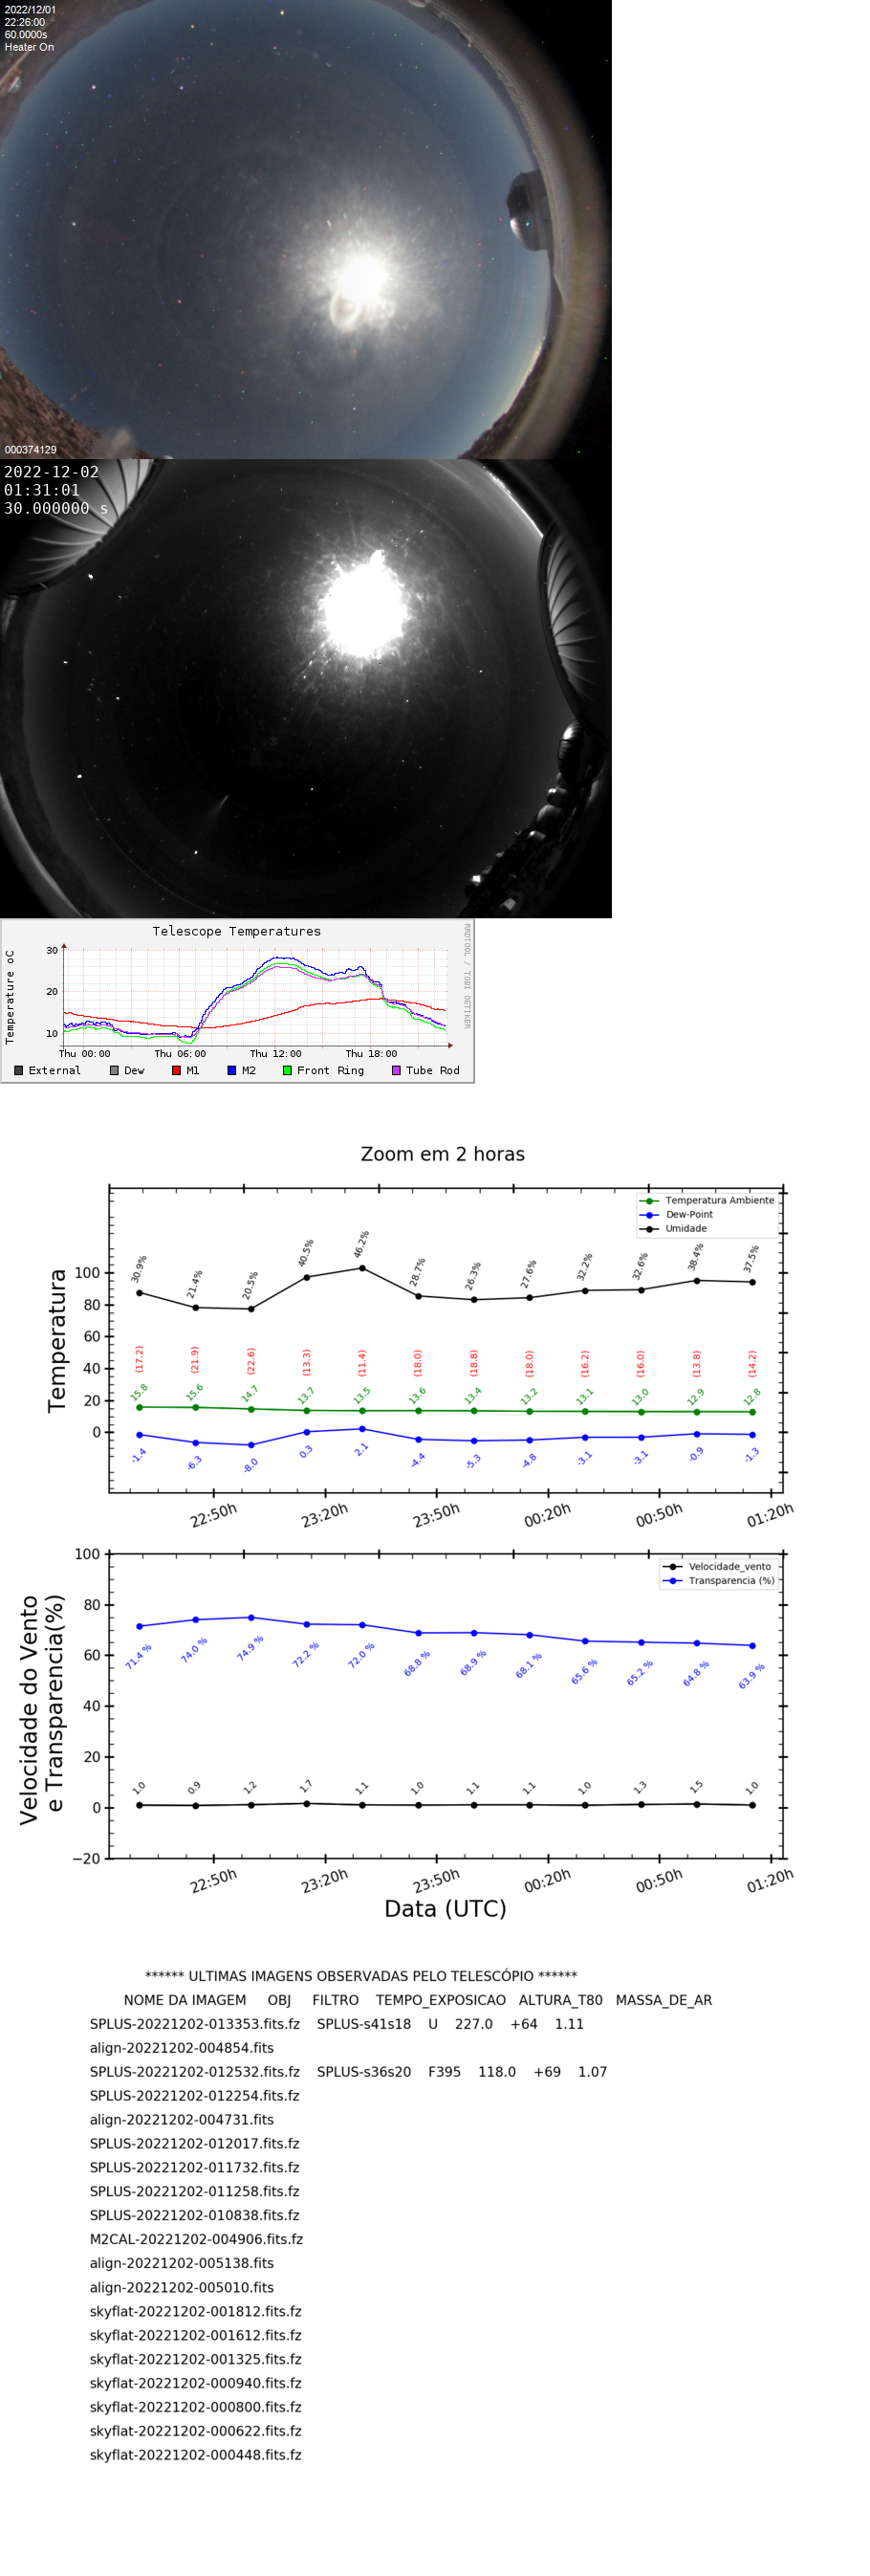 2022/12/01
22:26:00
60.0000s
Heater On
000374129
2022-12-02
01:31:01
30.000000 s
Telescope Temperatures
RRDTOOL / TOBI OETIKER
Temperature oC
30
20
10
Thu 00:00 Thu 06:00 Thu 12:00 Thu 18:00
External Dew M1 M2 Front Ring Tube Rod
Zoom em 2 horas
Temperatura Ambiente
Dew-Point
Umidade
Temperatura
100
80
60
40
20
0
30.9% 21.4% 20.5% 40.5% 46.2% 28.7% 26.3% 27.6% 32.2% 32.6% 38.4% 37.5%
(17.2) (21.9) (22.6) (13.3) (11.4) (18.0) (18.8) (18.0) (16.2) (16.0) (13.8) (14.2)
15.8 15.6 14.7 13.7 13.5 13.6 13.4 13.2 13.1 13.0 12.9 12.8
-1.4 -6.3 -8.0 0.3 2.1 -4.4 -5.3 -4.8 -3.1 -3.1 -0.9 -1.3
22:50h 23:20h 23:50h 00:20h 00:50h 01:20h
Velocidade_vento
Transparencia (%)
Velocidade do Vento
e Transparencia(%)
100
80
60
40
20
0
−20
71.4 % 74.0 % 74.9 % 72.2 % 72.0 % 68.8 % 68.9 % 68.1 % 65.6 % 65.2 % 64.8 % 63.9 %
1.0 0.9 1.2 1.7 1.1 1.0 1.1 1.1 1.0 1.3 1.5 1.0
22:50h 23:20h 23:50h 00:20h 00:50h 01:20h
Data (UTC)
****** ULTIMAS IMAGENS OBSERVADAS PELO TELESCÓPIO ******
NOME DA IMAGEM OBJ FILTRO TEMPO_EXPOSICAO ALTURA_T80 MASSA_DE_AR
SPLUS-20221202-013353.fits.fz SPLUS-s41s18 U 227.0 +64 1.11
align-20221202-004854.fits
SPLUS-20221202-012532.fits.fz SPLUS-s36s20 F395 118.0 +69 1.07
SPLUS-20221202-012254.fits.fz
align-20221202-004731.fits
SPLUS-20221202-012017.fits.fz
SPLUS-20221202-011732.fits.fz
SPLUS-20221202-011258.fits.fz
SPLUS-20221202-010838.fits.fz
M2CAL-20221202-004906.fits.fz
align-20221202-005138.fits
align-20221202-005010.fits
skyflat-20221202-001812.fits.fz
skyflat-20221202-001612.fits.fz
skyflat-20221202-001325.fits.fz
skyflat-20221202-000940.fits.fz
skyflat-20221202-000800.fits.fz
skyflat-20221202-000622.fits.fz
skyflat-20221202-000448.fits.fz